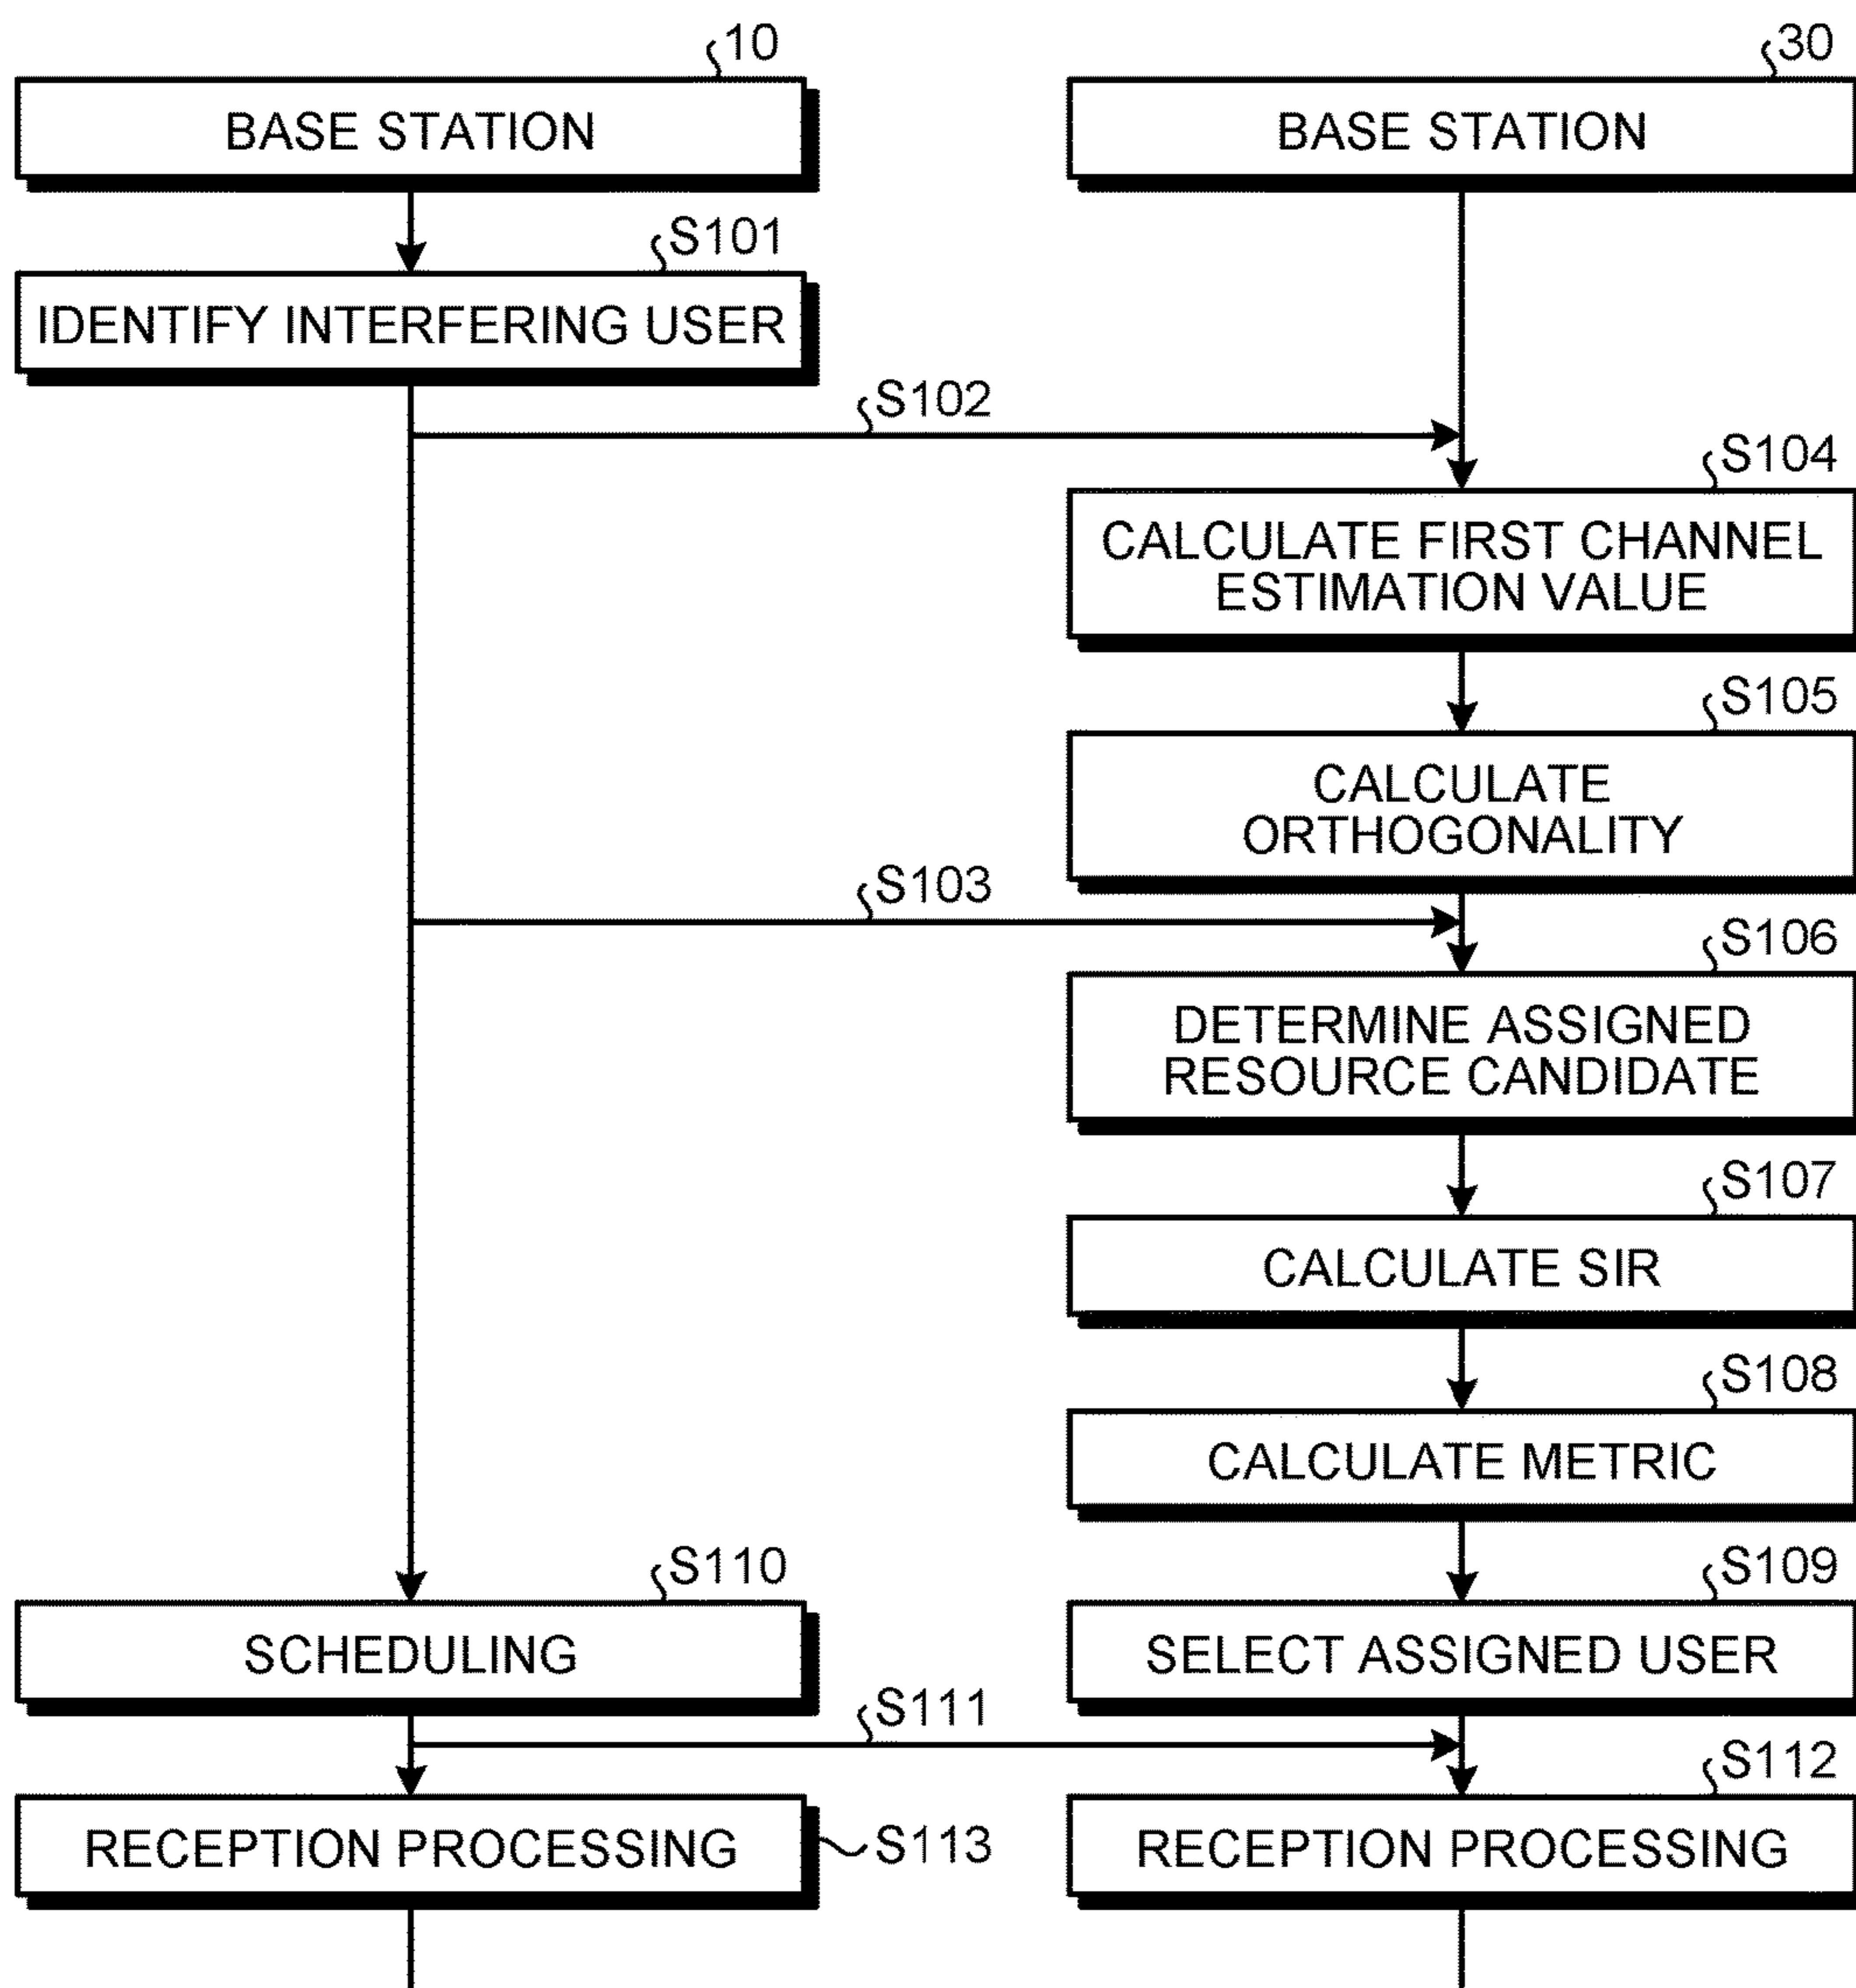 10
30
BASE STATION
BASE STATION
S101
IDENTIFY INTERFERING USER
S102
S104
CALCULATE FIRST CHANNEL
ESTIMATION VALUE
S105
CALCULATE
ORTHOGONALITY
S103
S106
DETERMINE ASSIGNED
RESOURCE CANDIDATE
S107
CALCULATE SIR
S108
CALCULATE METRIC
S110
S109
SCHEDULING
SELECT ASSIGNED USER
S111
S112
RECEPTION PROCESSING
S113
RECEPTION PROCESSING